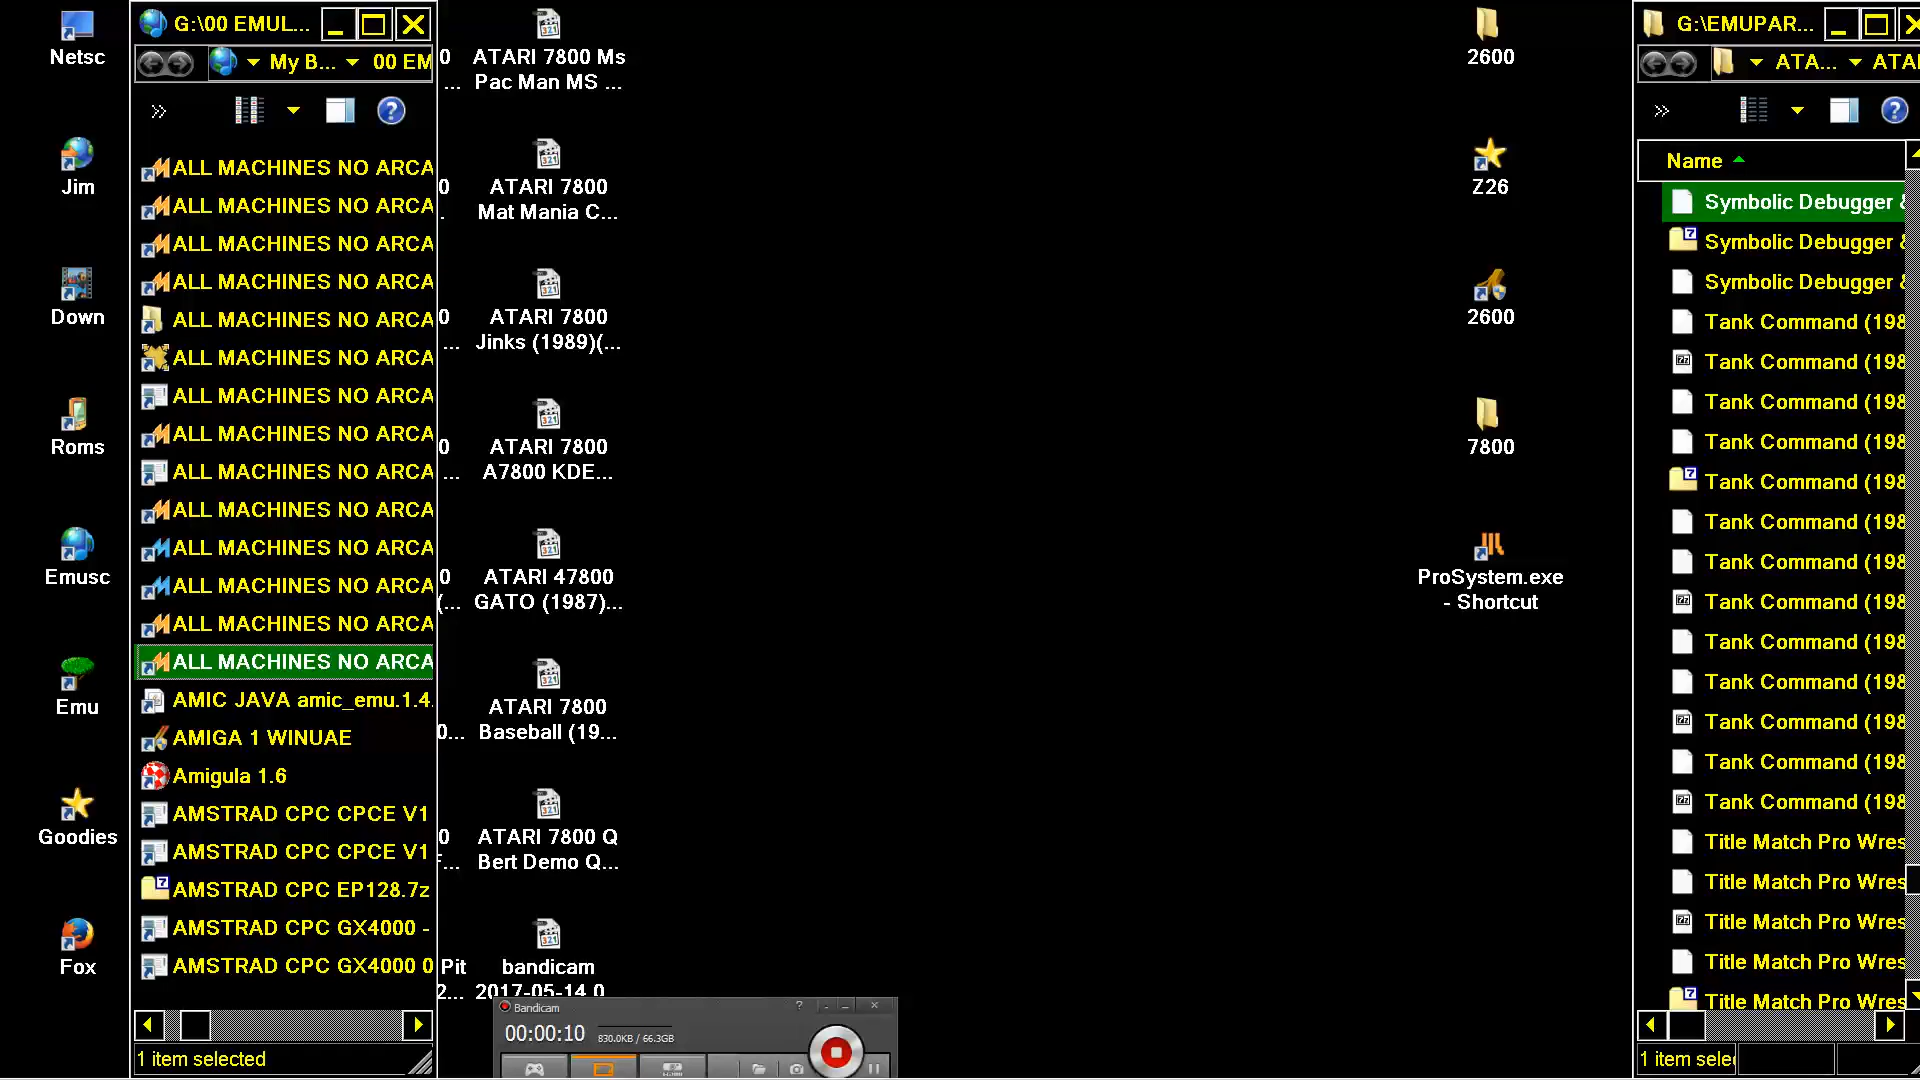 Netsc
Jim
Down
Roms
Emusc
Emu
Goodies
Fox
G:\00 EMUL...
My B... 00 EM
ALL MACHINES NO ARCA
ALL MACHINES NO ARCA
ALL MACHINES NO ARCA
ALL MACHINES NO ARCA
ALL MACHINES NO ARCA
ALL MACHINES NO ARCA
ALL MACHINES NO ARCA
ALL MACHINES NO ARCA
ALL MACHINES NO ARCA
ALL MACHINES NO ARCA
ALL MACHINES NO ARCA
ALL MACHINES NO ARCA
ALL MACHINES NO ARCA
ALL MACHINES NO ARCA
AMIC JAVA amic_emu.1.4.
AMIGA 1 WINUAE
Amigula 1.6
AMSTRAD CPC CPCE V1
AMSTRAD CPC CPCE V1
AMSTRAD CPC EP128.7z
AMSTRAD CPC GX4000 -
AMSTRAD CPC GX4000 0
1 item selected
0
...
0
.
0
...
0
...
0
(...
0...
0
...
Pit
2...
ATARI 7800 Ms
Pac Man MS ...
ATARI 7800
Mat Mania C...
ATARI 7800
Jinks (1989)(...
ATARI 7800
A7800 KDE...
ATARI 47800
GATO (1987)...
ATARI 7800
Baseball (19...
ATARI 7800 Q
Bert Demo Q...
bandicam
2017-05-14 0
Bandicam
00:00:10 830.0KB / 66.3GB
2600
Z26
2600
7800
ProSystem.exe
- Shortcut
G:\EMUPAR...
ATA... ATA
Name
Symbolic Debugger &
Symbolic Debugger &
Symbolic Debugger &
Tank Command (198
Tank Command (198
Tank Command (198
Tank Command (198
Tank Command (198
Tank Command (198
Tank Command (198
Tank Command (198
Tank Command (198
Tank Command (198
Tank Command (198
Tank Command (198
Tank Command (198
Title Match Pro Wres
Title Match Pro Wres
Title Match Pro Wres
Title Match Pro Wres
Title Match Pro Wres
1 item sele